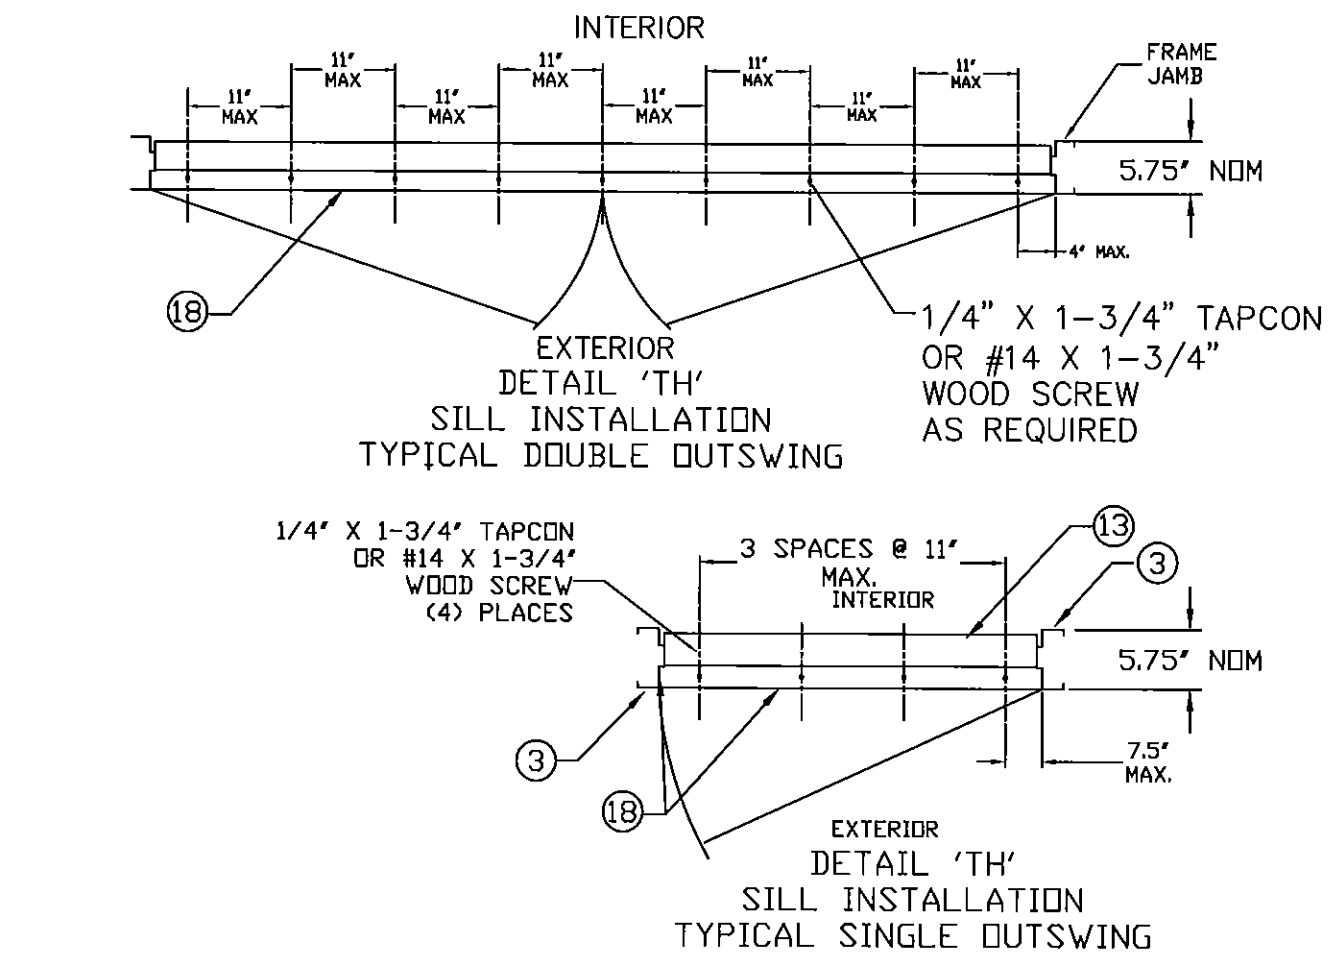 INTERIOR
11" MAX
11" MAX
11" MAX
11" MAX
11" MAX
11" MAX
11" MAX
11" MAX
FRAME
JAMB
5.75" NOM
4" MAX.
18
1/4" X 1-3/4" TAPCON
OR #14 X 1-3/4"
WOOD SCREW
AS REQUIRED
EXTERIOR
DETAIL 'TH'
SILL INSTALLATION
TYPICAL DOUBLE OUTSWING
1/4" X 1-3/4" TAPCON
OR #14 X 1-3/4"
WOOD SCREW
(4) PLACES
3 SPACES @ 11"
MAX.
INTERIOR
13
3
5.75" NOM
3
7.5"
MAX.
18
EXTERIOR
DETAIL 'TH'
SILL INSTALLATION
TYPICAL SINGLE OUTSWING